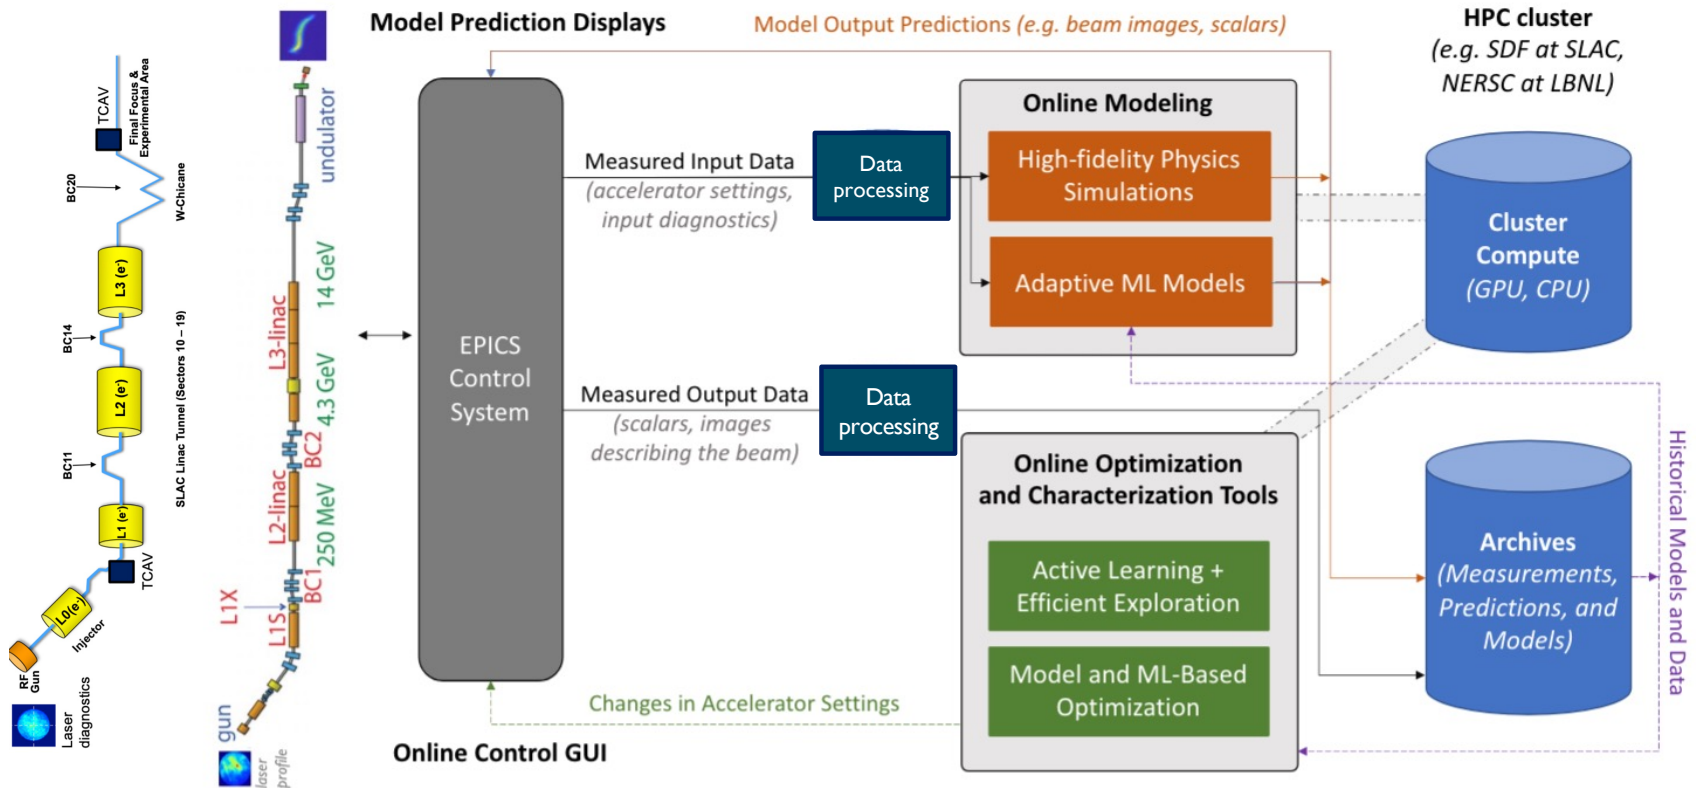 Model Prediction Displays
Model Output Predictions (e.g. beam images, scalars)
HPC cluster
(e.g. SDF at SLAC,
NERSC at LBNL)
TCAV
Final Focus &
Experimental Area
BC20
W-Chicane
L3 (e-)
BC14
L2 (e-)
BC11
SLAC Linac Tunnel (Sectors 10 – 19)
L1 (e-)
TCAV
L0(e-)
Injector
RF
Gun
Laser
diagnostics
undulator
14 GeV
L3-linac
4.3 GeV
BC2
L2-linac
250 MeV
BC1
L1X
L1S
gun
laser
profile
EPICS
Control
System
Measured Input Data
(accelerator settings,
input diagnostics)
Data
processing
Online Modeling
High-fidelity Physics
Simulations
Adaptive ML Models
Cluster
Compute
(GPU, CPU)
Measured Output Data
(scalars, images
describing the beam)
Data
processing
Online Optimization
and Characterization Tools
Active Learning +
Efficient Exploration
Model and ML-Based
Optimization
Archives
(Measurements,
Predictions, and
Models)
Historical Models and Data
Changes in Accelerator Settings
Online Control GUI